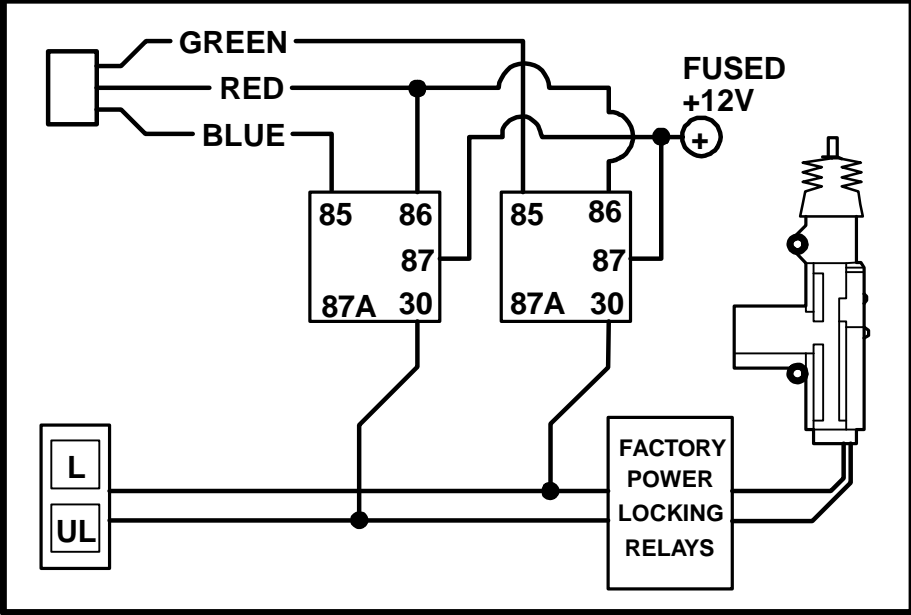 GREEN
RED
BLUE
FUSED
+12V
+
85 86
87
87A 30
85 86
87
87A 30
L
UL
FACTORY
POWER
LOCKING
RELAYS